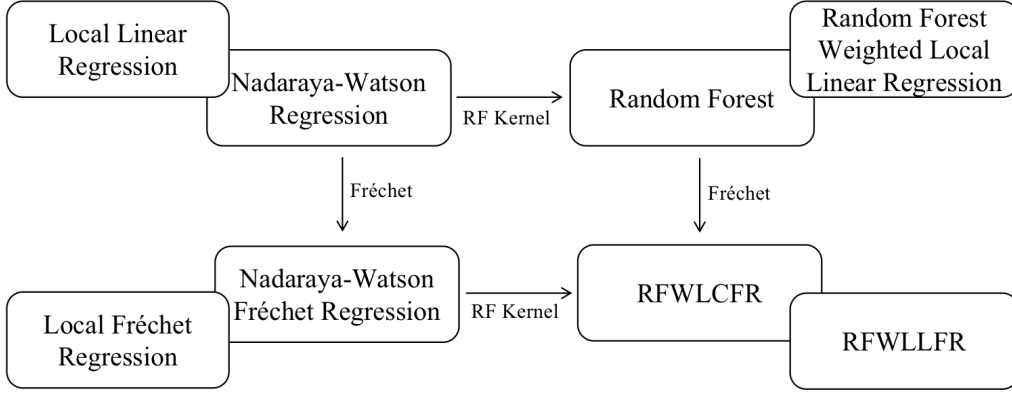 Local Linear
Regression
Nadaraya-Watson
Regression
RF Kernel
Random Forest
Random Forest
Weighted Local
Linear Regression
Fréchet
Fréchet
Nadaraya-Watson
Fréchet Regression
Local Fréchet
Regression
RF Kernel
RFWLCFR
RFWLLFR